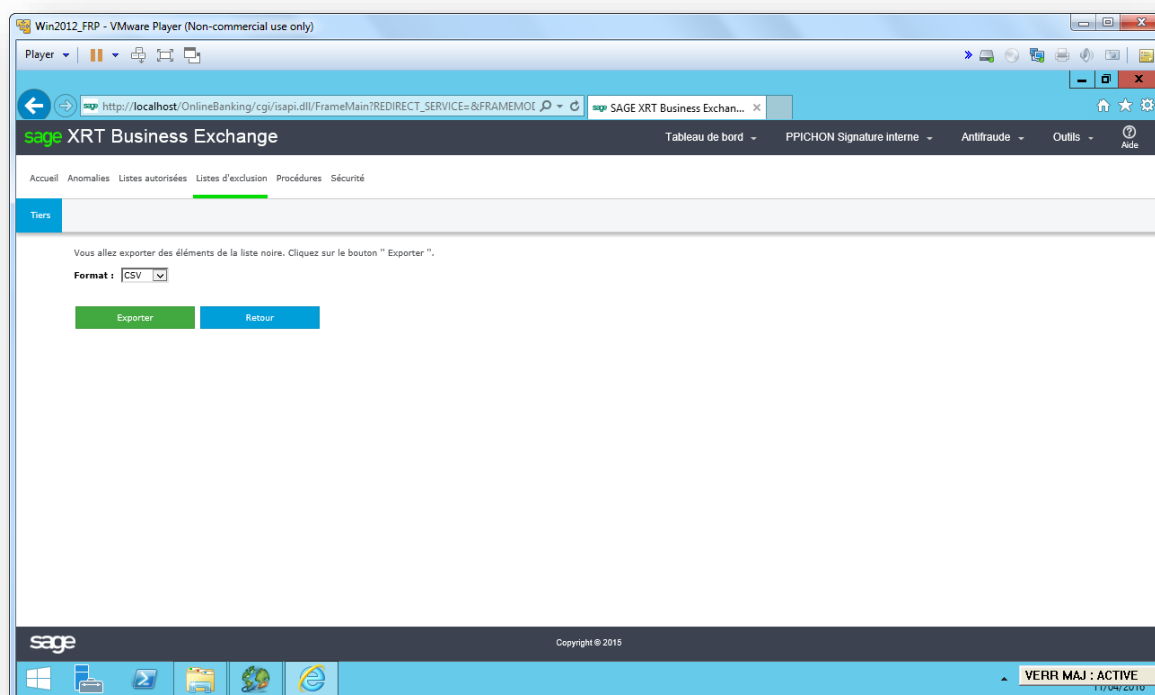 Win2012_FRP - VMware Player (Non-commercial use only)
Player
http://localhost/OnlineBanking/cgi/isapi.dll/FrameMain?REDIRECT_SERVICE=&FRAMEMOD
SAGE XRT Business Exchan...
sage XRT Business Exchange
Tableau de bord
PPICHON Signature interne
Antifraude
Outils
Aide
Accueil Anomalies Listes autorisées Listes d'exclusion Procédures Sécurité
Tiers
Vous allez exporter des éléments de la liste noire. Cliquez sur le bouton " Exporter ".
Format : CSV
Exporter
Retour
sage
Copyright © 2015
VERR MAJ : ACTIVE
11/04/2016